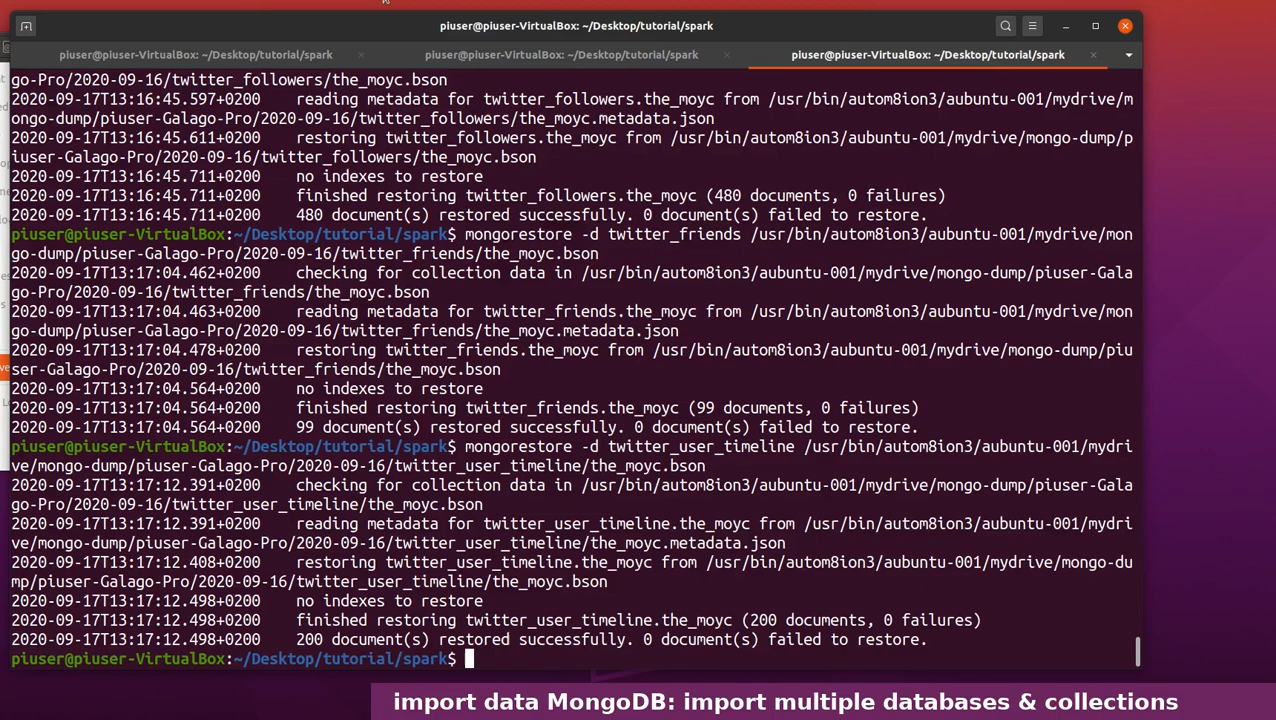 piuser@piuser-VirtualBox: ~/Desktop/tutorial/spark
piuser@piuser-VirtualBox: ~/Desktop/tutorial/spark
piuser@piuser-VirtualBox: ~/Desktop/tutorial/spark
piuser@piuser-VirtualBox: ~/Desktop/tutorial/spark
go-Pro/2020-09-16/twitter_followers/the_moyc.bson
2020-09-17T13:16:45.597+0200    reading metadata for twitter_followers.the_moyc from /usr/bin/autom8ion3/aubuntu-001/mydrive/m
ongo-dump/piuser-Galago-Pro/2020-09-16/twitter_followers/the_moyc.metadata.json
2020-09-17T13:16:45.611+0200    restoring twitter_followers.the_moyc from /usr/bin/autom8ion3/aubuntu-001/mydrive/mongo-dump/p
iuser-Galago-Pro/2020-09-16/twitter_followers/the_moyc.bson
2020-09-17T13:16:45.711+0200    no indexes to restore
2020-09-17T13:16:45.711+0200    finished restoring twitter_followers.the_moyc (480 documents, 0 failures)
2020-09-17T13:16:45.711+0200    480 document(s) restored successfully. 0 document(s) failed to restore.
piuser@piuser-VirtualBox:~/Desktop/tutorial/spark$ mongorestore -d twitter_friends /usr/bin/autom8ion3/aubuntu-001/mydrive/mon
go-dump/piuser-Galago-Pro/2020-09-16/twitter_friends/the_moyc.bson
2020-09-17T13:17:04.462+0200    checking for collection data in /usr/bin/autom8ion3/aubuntu-001/mydrive/mongo-dump/piuser-Gala
go-Pro/2020-09-16/twitter_friends/the_moyc.bson
2020-09-17T13:17:04.463+0200    reading metadata for twitter_friends.the_moyc from /usr/bin/autom8ion3/aubuntu-001/mydrive/mon
go-dump/piuser-Galago-Pro/2020-09-16/twitter_friends/the_moyc.metadata.json
2020-09-17T13:17:04.478+0200    restoring twitter_friends.the_moyc from /usr/bin/autom8ion3/aubuntu-001/mydrive/mongo-dump/piu
ser-Galago-Pro/2020-09-16/twitter_friends/the_moyc.bson
2020-09-17T13:17:04.564+0200    no indexes to restore
2020-09-17T13:17:04.564+0200    finished restoring twitter_friends.the_moyc (99 documents, 0 failures)
2020-09-17T13:17:04.564+0200    99 document(s) restored successfully. 0 document(s) failed to restore.
piuser@piuser-VirtualBox:~/Desktop/tutorial/spark$ mongorestore -d twitter_user_timeline /usr/bin/autom8ion3/aubuntu-001/mydri
ve/mongo-dump/piuser-Galago-Pro/2020-09-16/twitter_user_timeline/the_moyc.bson
2020-09-17T13:17:12.391+0200    checking for collection data in /usr/bin/autom8ion3/aubuntu-001/mydrive/mongo-dump/piuser-Gala
go-Pro/2020-09-16/twitter_user_timeline/the_moyc.bson
2020-09-17T13:17:12.391+0200    reading metadata for twitter_user_timeline.the_moyc from /usr/bin/autom8ion3/aubuntu-001/mydri
ve/mongo-dump/piuser-Galago-Pro/2020-09-16/twitter_user_timeline/the_moyc.metadata.json
2020-09-17T13:17:12.408+0200    restoring twitter_user_timeline.the_moyc from /usr/bin/autom8ion3/aubuntu-001/mydrive/mongo-du
mp/piuser-Galago-Pro/2020-09-16/twitter_user_timeline/the_moyc.bson
2020-09-17T13:17:12.498+0200    no indexes to restore
2020-09-17T13:17:12.498+0200    finished restoring twitter_user_timeline.the_moyc (200 documents, 0 failures)
2020-09-17T13:17:12.498+0200    200 document(s) restored successfully. 0 document(s) failed to restore.
piuser@piuser-VirtualBox:~/Desktop/tutorial/spark$
import data MongoDB: import multiple databases & collections